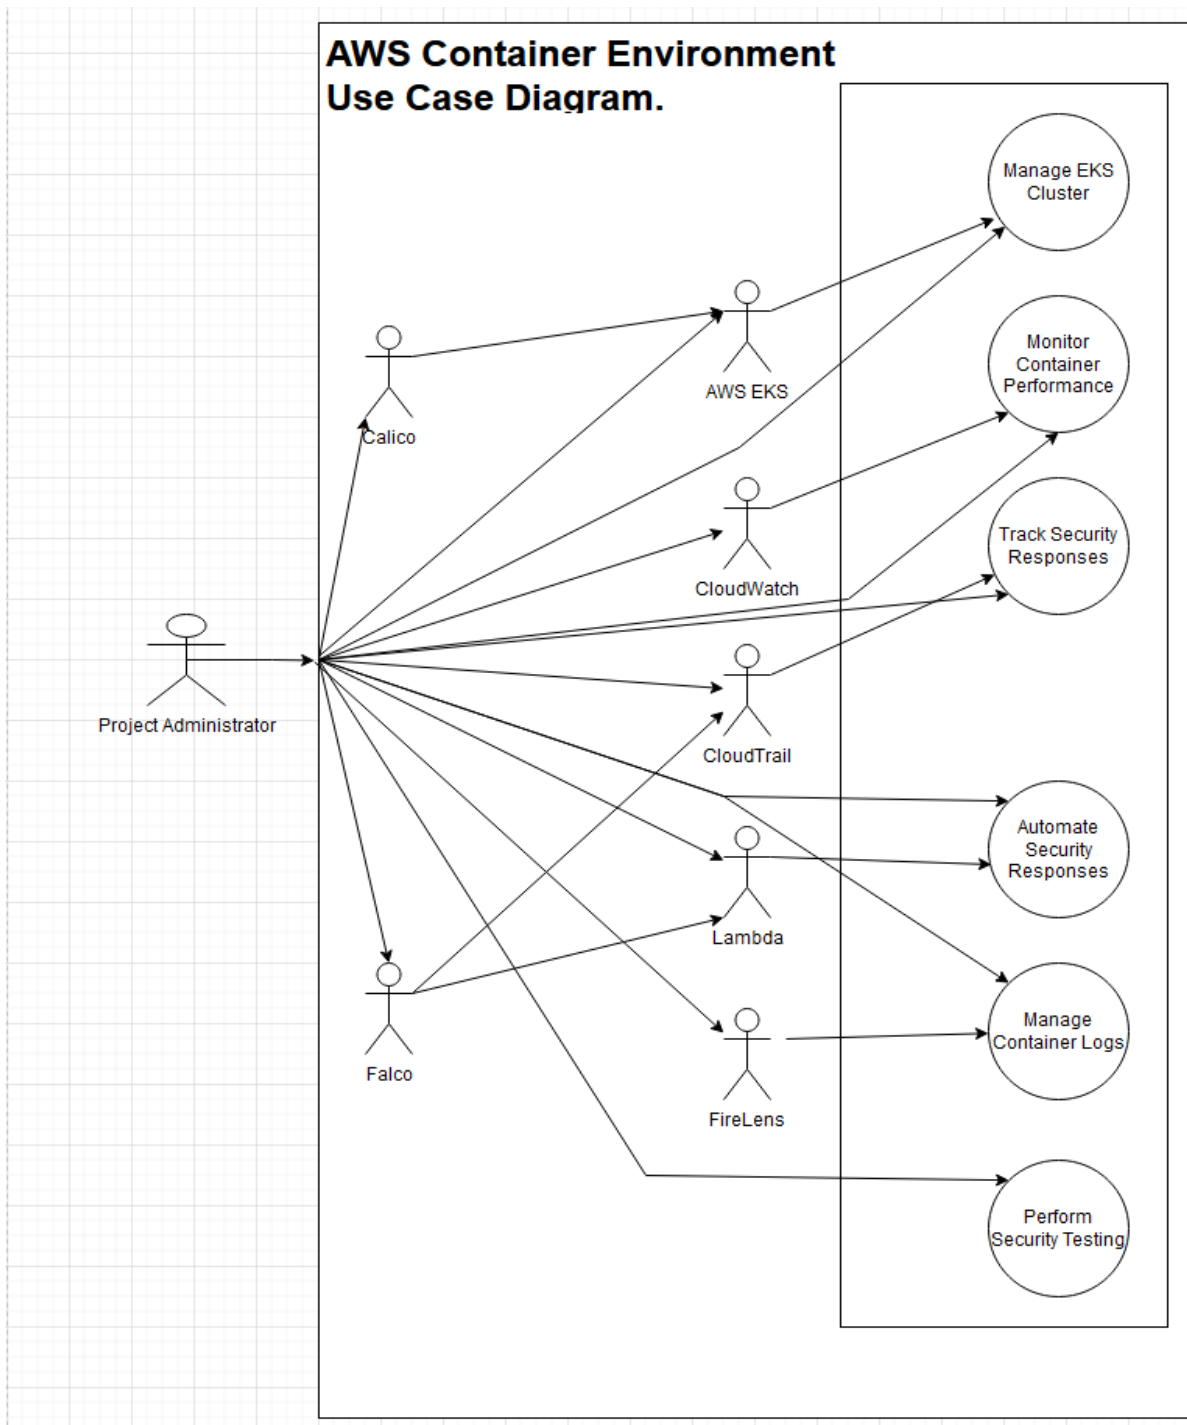 AWS Container Environment
Use Case Diagram.
Manage EKS
Cluster
Monitor
Container
Performance
AWS EKS
Calico
Track Security
Responses
CloudWatch
Project Administrator
CloudTrail
Automate
Security
Responses
Lambda
Manage
Container Logs
Falco
FireLens
Perform
Security Testing